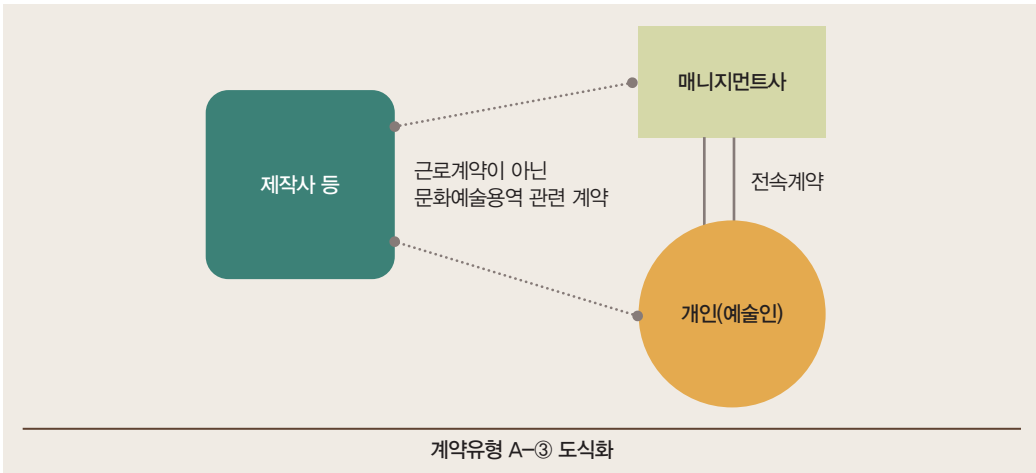 매니지먼트사
제작사 등
근로계약이 아닌
문화예술용역 관련 계약
전속계약
개인(예술인)
계약유형 A-③ 도식화